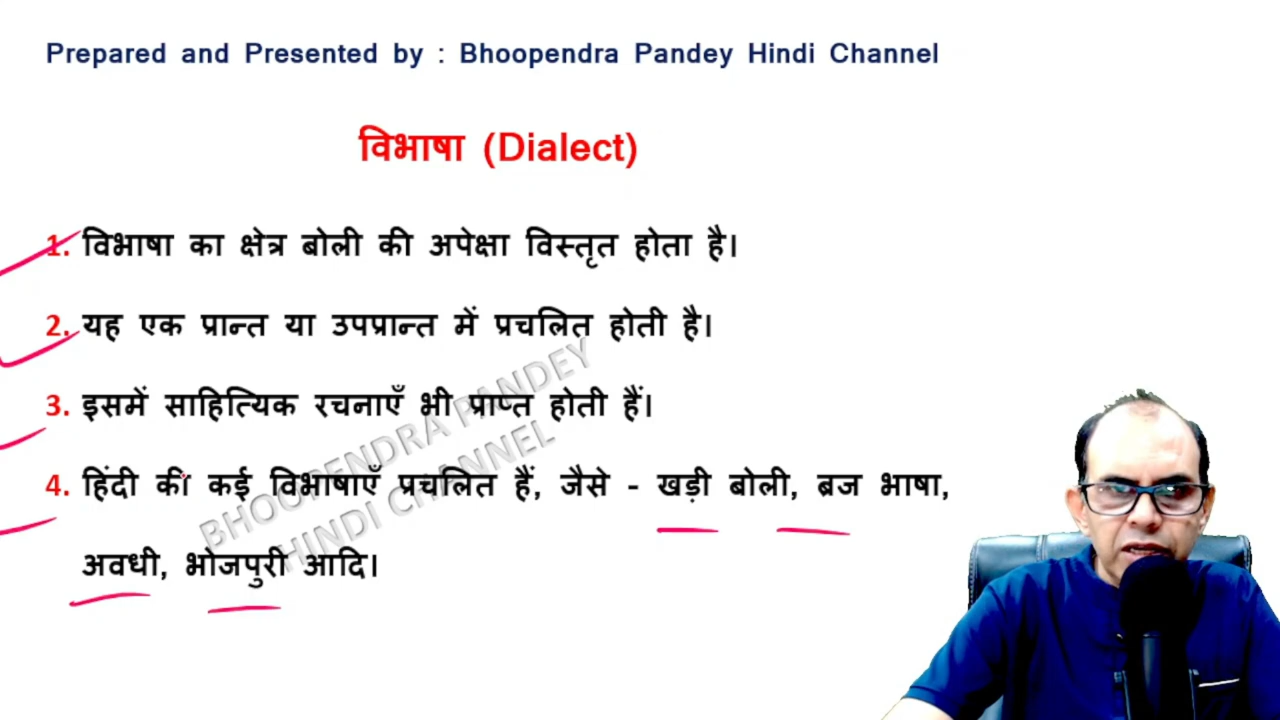 Prepared and Presented by : Bhoopendra Pandey Hindi Channel
विभाषा (Dialect)
1. विभाषा का क्षेत्र बोली की अपेक्षा विस्तृत होता है।
2. यह एक प्रान्त या उपप्रान्त में प्रचलित होती है।
3. इसमें साहित्यिक रचनाएँ भी प्राप्त होती हैं।
4. हिंदी की कई विभाषाएँ प्रचलित हैं, जैसे - खड़ी बोली, ब्रज भाषा,
अवधी, भोजपुरी आदि।
BHOOPENDRA PANDEY
HINDI CHANNEL